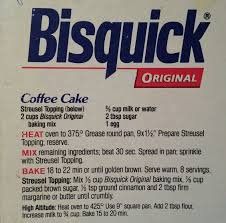 Bisquick®
ORIGINAL
Coffee Cake
Streusel Topping (below)
2 cups Bisquick Original
baking mix
⅔ cup milk or water
2 tbsp sugar
1 egg
HEAT oven to 375° Grease round pan, 9x1½" Prepare Streusel
Topping; reserve.
MIX remaining ingredients; beat 30 sec. Spread in pan: sprinkle
with Streusel Topping.
BAKE 18 to 22 min or until golden brown. Serve warm, 8 servings.
Streusel Topping: Mix ⅓ cup Bisquick Original baking mix, ⅓ cup
packed brown sugar, ½ tsp ground cinnamon and 2 tbsp firm
margarine or butter until crumbly.
High Altitude: Heat oven to 425° Use 9" square pan. Add 2 tbsp flour,
Increase milk to ¾ cup. Bake 15 to 20 min.